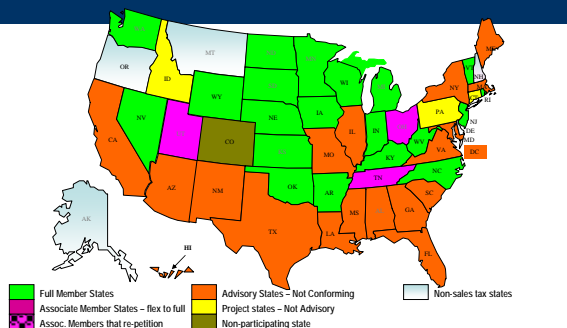 WA
MT
ND
MN
OR
ID
SD
WI
MI
WY
NV
UT
CO
NE
IA
KS
CA
AZ
NM
OK
TX
MO
IL
IN
OH
KY
TN
AR
LA
MS
AL
GA
FL
SC
NC
VA
WV
PA
NY
VT
NH
ME
MA
CT
RI
NJ
DE
MD
DC
AK
HI
Full Member States
Associate Member States – flex to full
Assoc. Members that re-petition
Advisory States – Not Conforming
Project states – Not Advisory
Non-participating state
Non-sales tax states